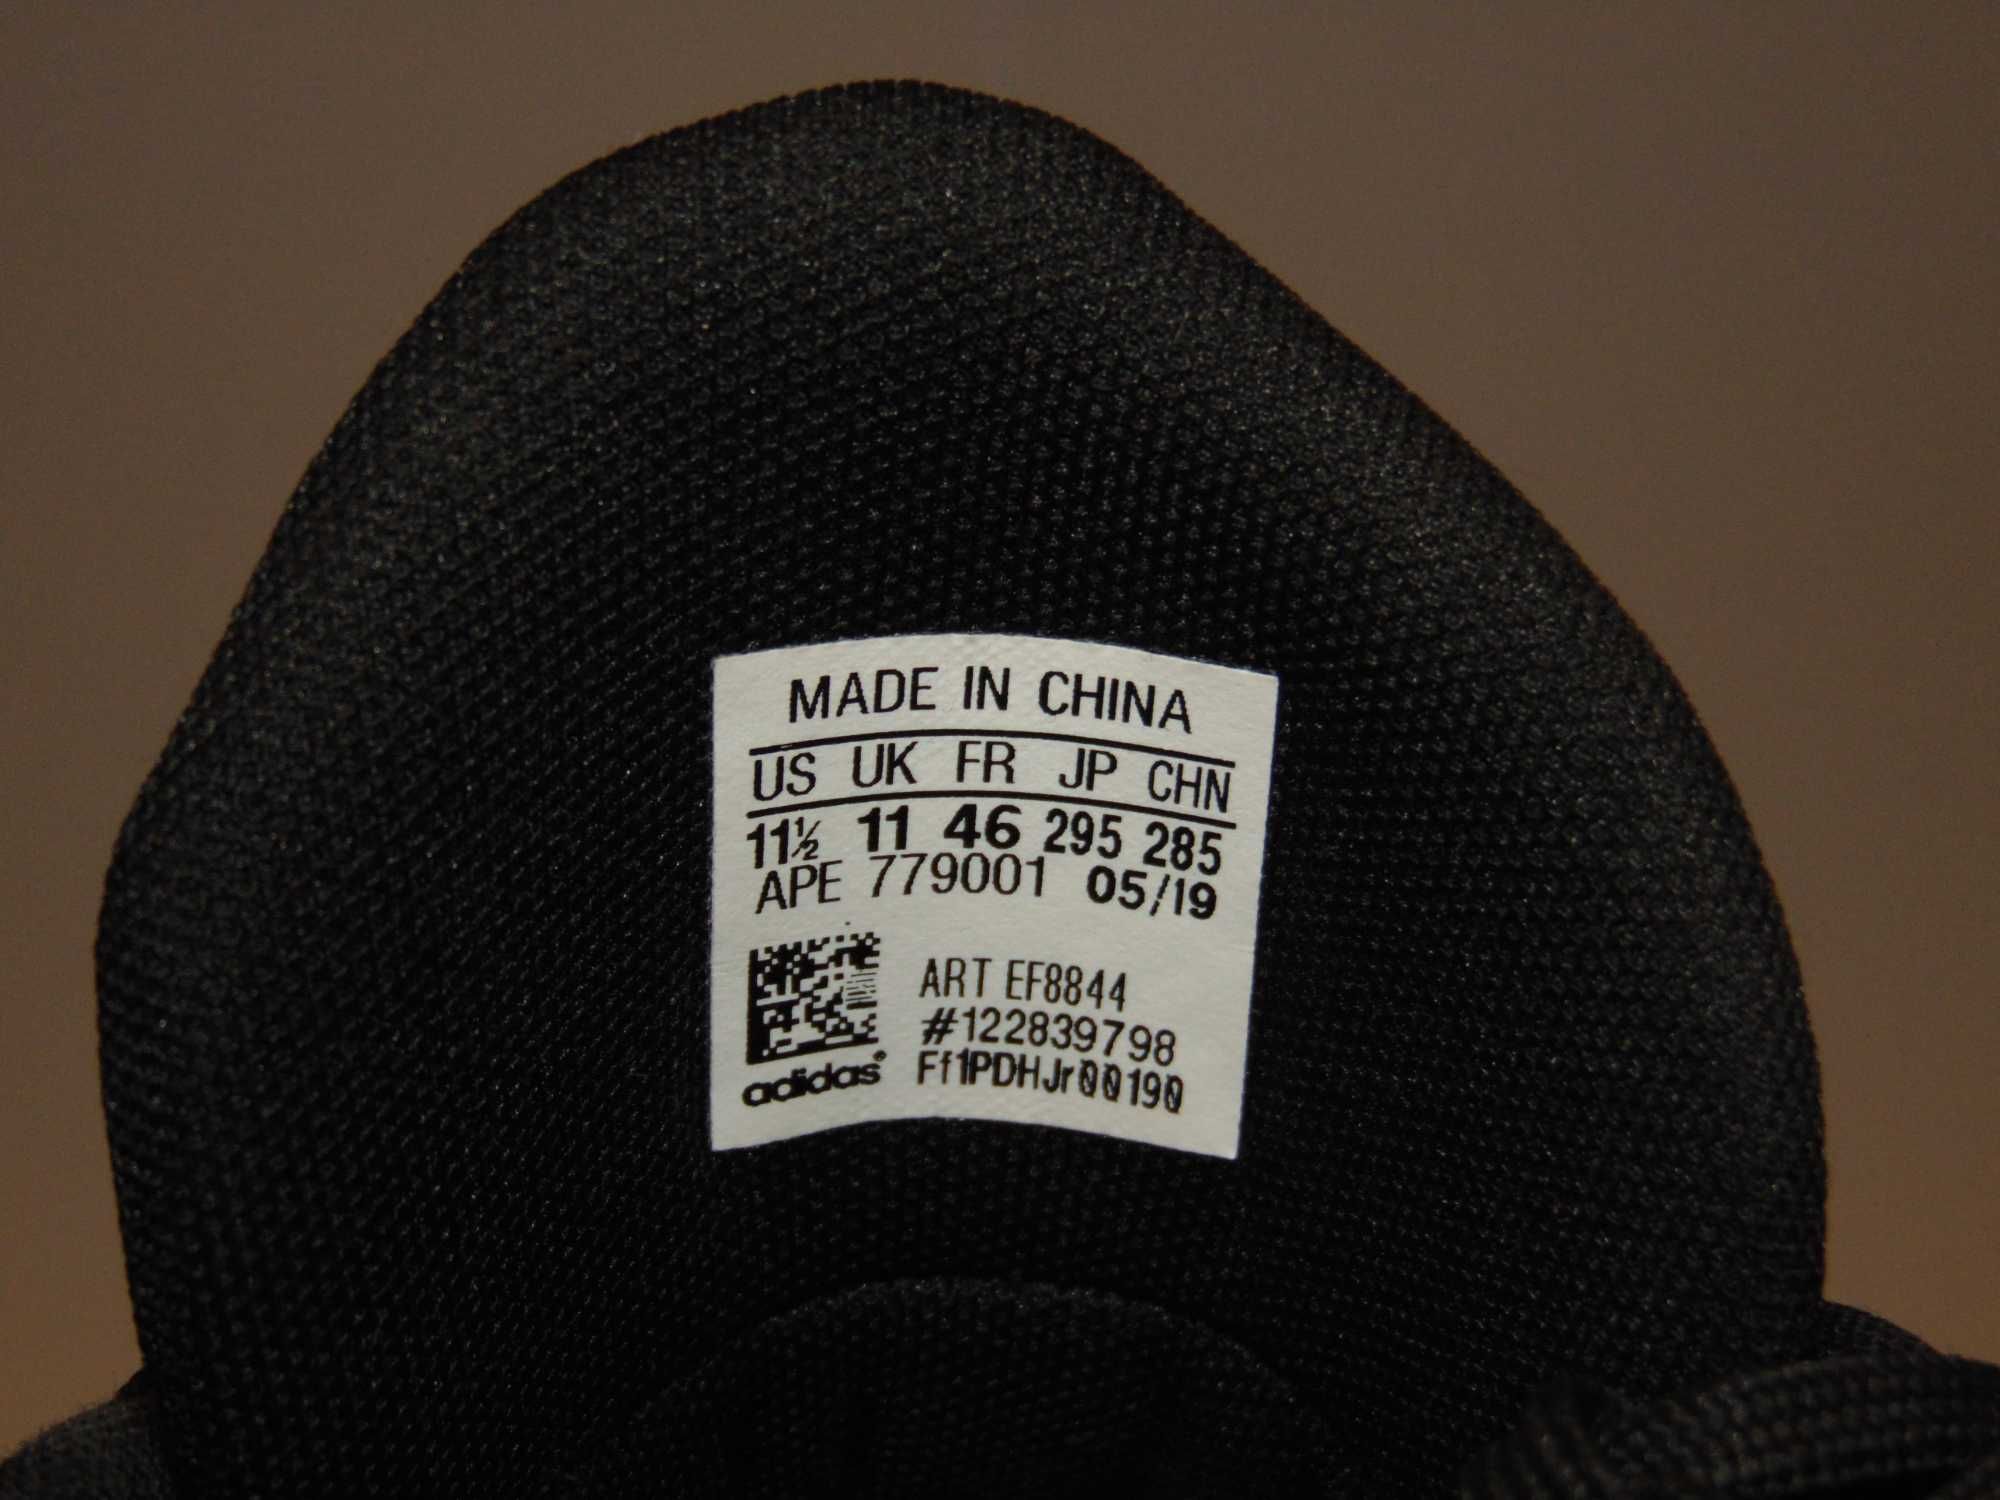 MADE IN CHINA
US UK FR JP CHN
11½ 11 46 295 285
APE 779001 05/19
ART EF8844
#122839798
Ff1PDHJr00190
adidas®